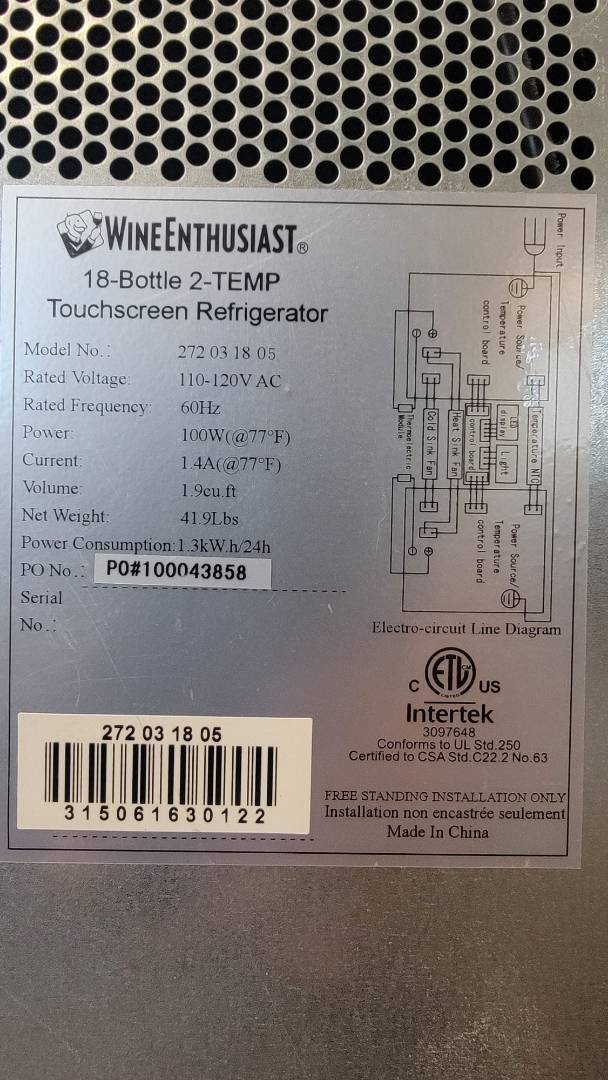 WINEENTHUSIAST®
18-Bottle 2-TEMP
Touchscreen Refrigerator
Model No.: 272 03 18 05
Rated Voltage: 110-120V AC
Rated Frequency: 60Hz
Power: 100W(@77°F)
Current: 1.4A(@77°F)
Volume: 1.9cu.ft
Net Weight: 41.9Lbs
Power Consumption:1.3kW.h/24h
PO No.: PO#100043858
Serial
No.:
Power Input
Power Source/
Temperature
control board
Temperature NTC
LED
display
Light
control board
Heat Sink Fan
Cold Sink Fan
Thermoelectric
Module
Power Source/
Temperature
control board
Electro-circuit Line Diagram
C ETL CM US
LISTED
Intertek
3097648
Conforms to UL Std.250
Certified to CSA Std.C22.2 No.63
272 03 18 05
315061630122
FREE STANDING INSTALLATION ONLY
Installation non encastrée seulement
Made In China